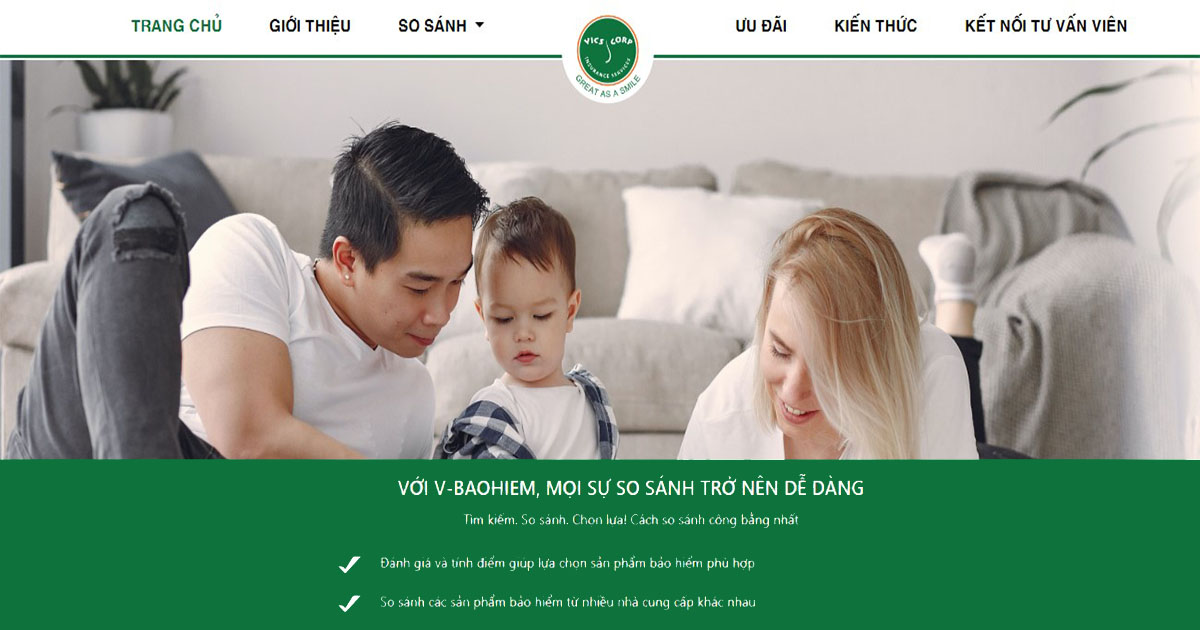 TRANG CHỦ GIỚI THIỆU SO SÁNH ƯU ĐÃI KIẾN THỨC KẾT NỐI TƯ VẤN VIÊN
VICS CORP
INSURANCE SERVICES
GREAT AS A SMILE
VỚI V-BAOHIEM, MỌI SỰ SO SÁNH TRỞ NÊN DỄ DÀNG
Tìm kiếm. So sánh. Chọn lựa! Cách so sánh công bằng nhất
Đánh giá và tính điểm giúp lựa chọn sản phẩm bảo hiểm phù hợp
So sánh các sản phẩm bảo hiểm từ nhiều nhà cung cấp khác nhau